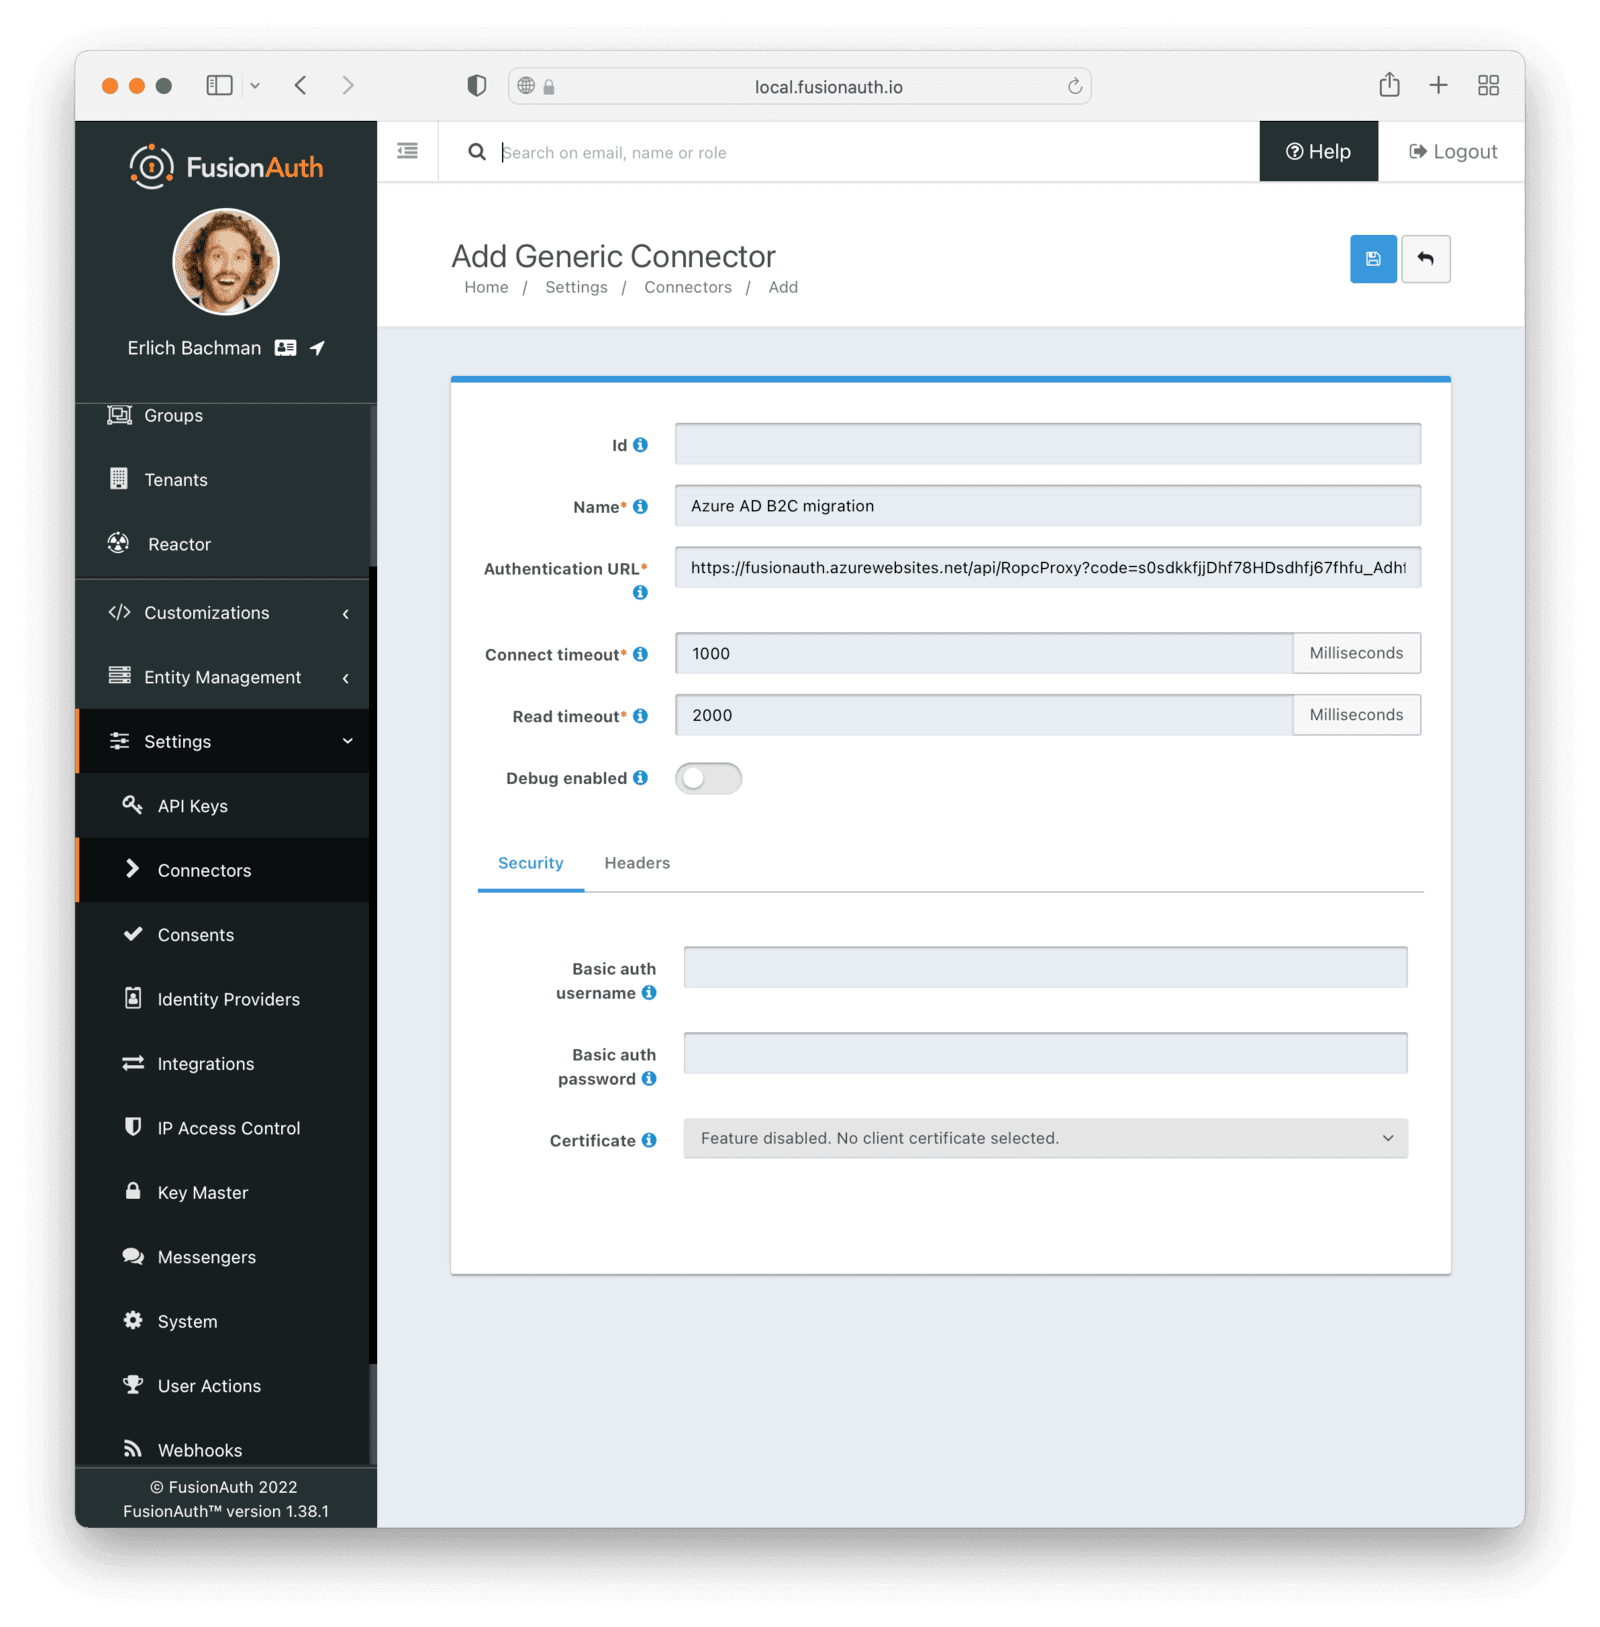 local.fusionauth.io
FusionAuth
Search on email, name or role
Help
Logout
Erlich Bachman
Groups
Tenants
Reactor
Customizations
Entity Management
Settings
API Keys
Connectors
Consents
Identity Providers
Integrations
IP Access Control
Key Master
Messengers
System
User Actions
Webhooks
© FusionAuth 2022
FusionAuth™ version 1.38.1
Add Generic Connector
Home / Settings / Connectors / Add
Id
Name* Azure AD B2C migration
Authentication URL* https://fusionauth.azurewebsites.net/api/RopcProxy?code=s0sdkkfjjDhf78HDsdhfj67fhfu_Adhf
Connect timeout* 1000 Milliseconds
Read timeout* 2000 Milliseconds
Debug enabled
Security Headers
Basic auth
username
Basic auth
password
Certificate Feature disabled. No client certificate selected.